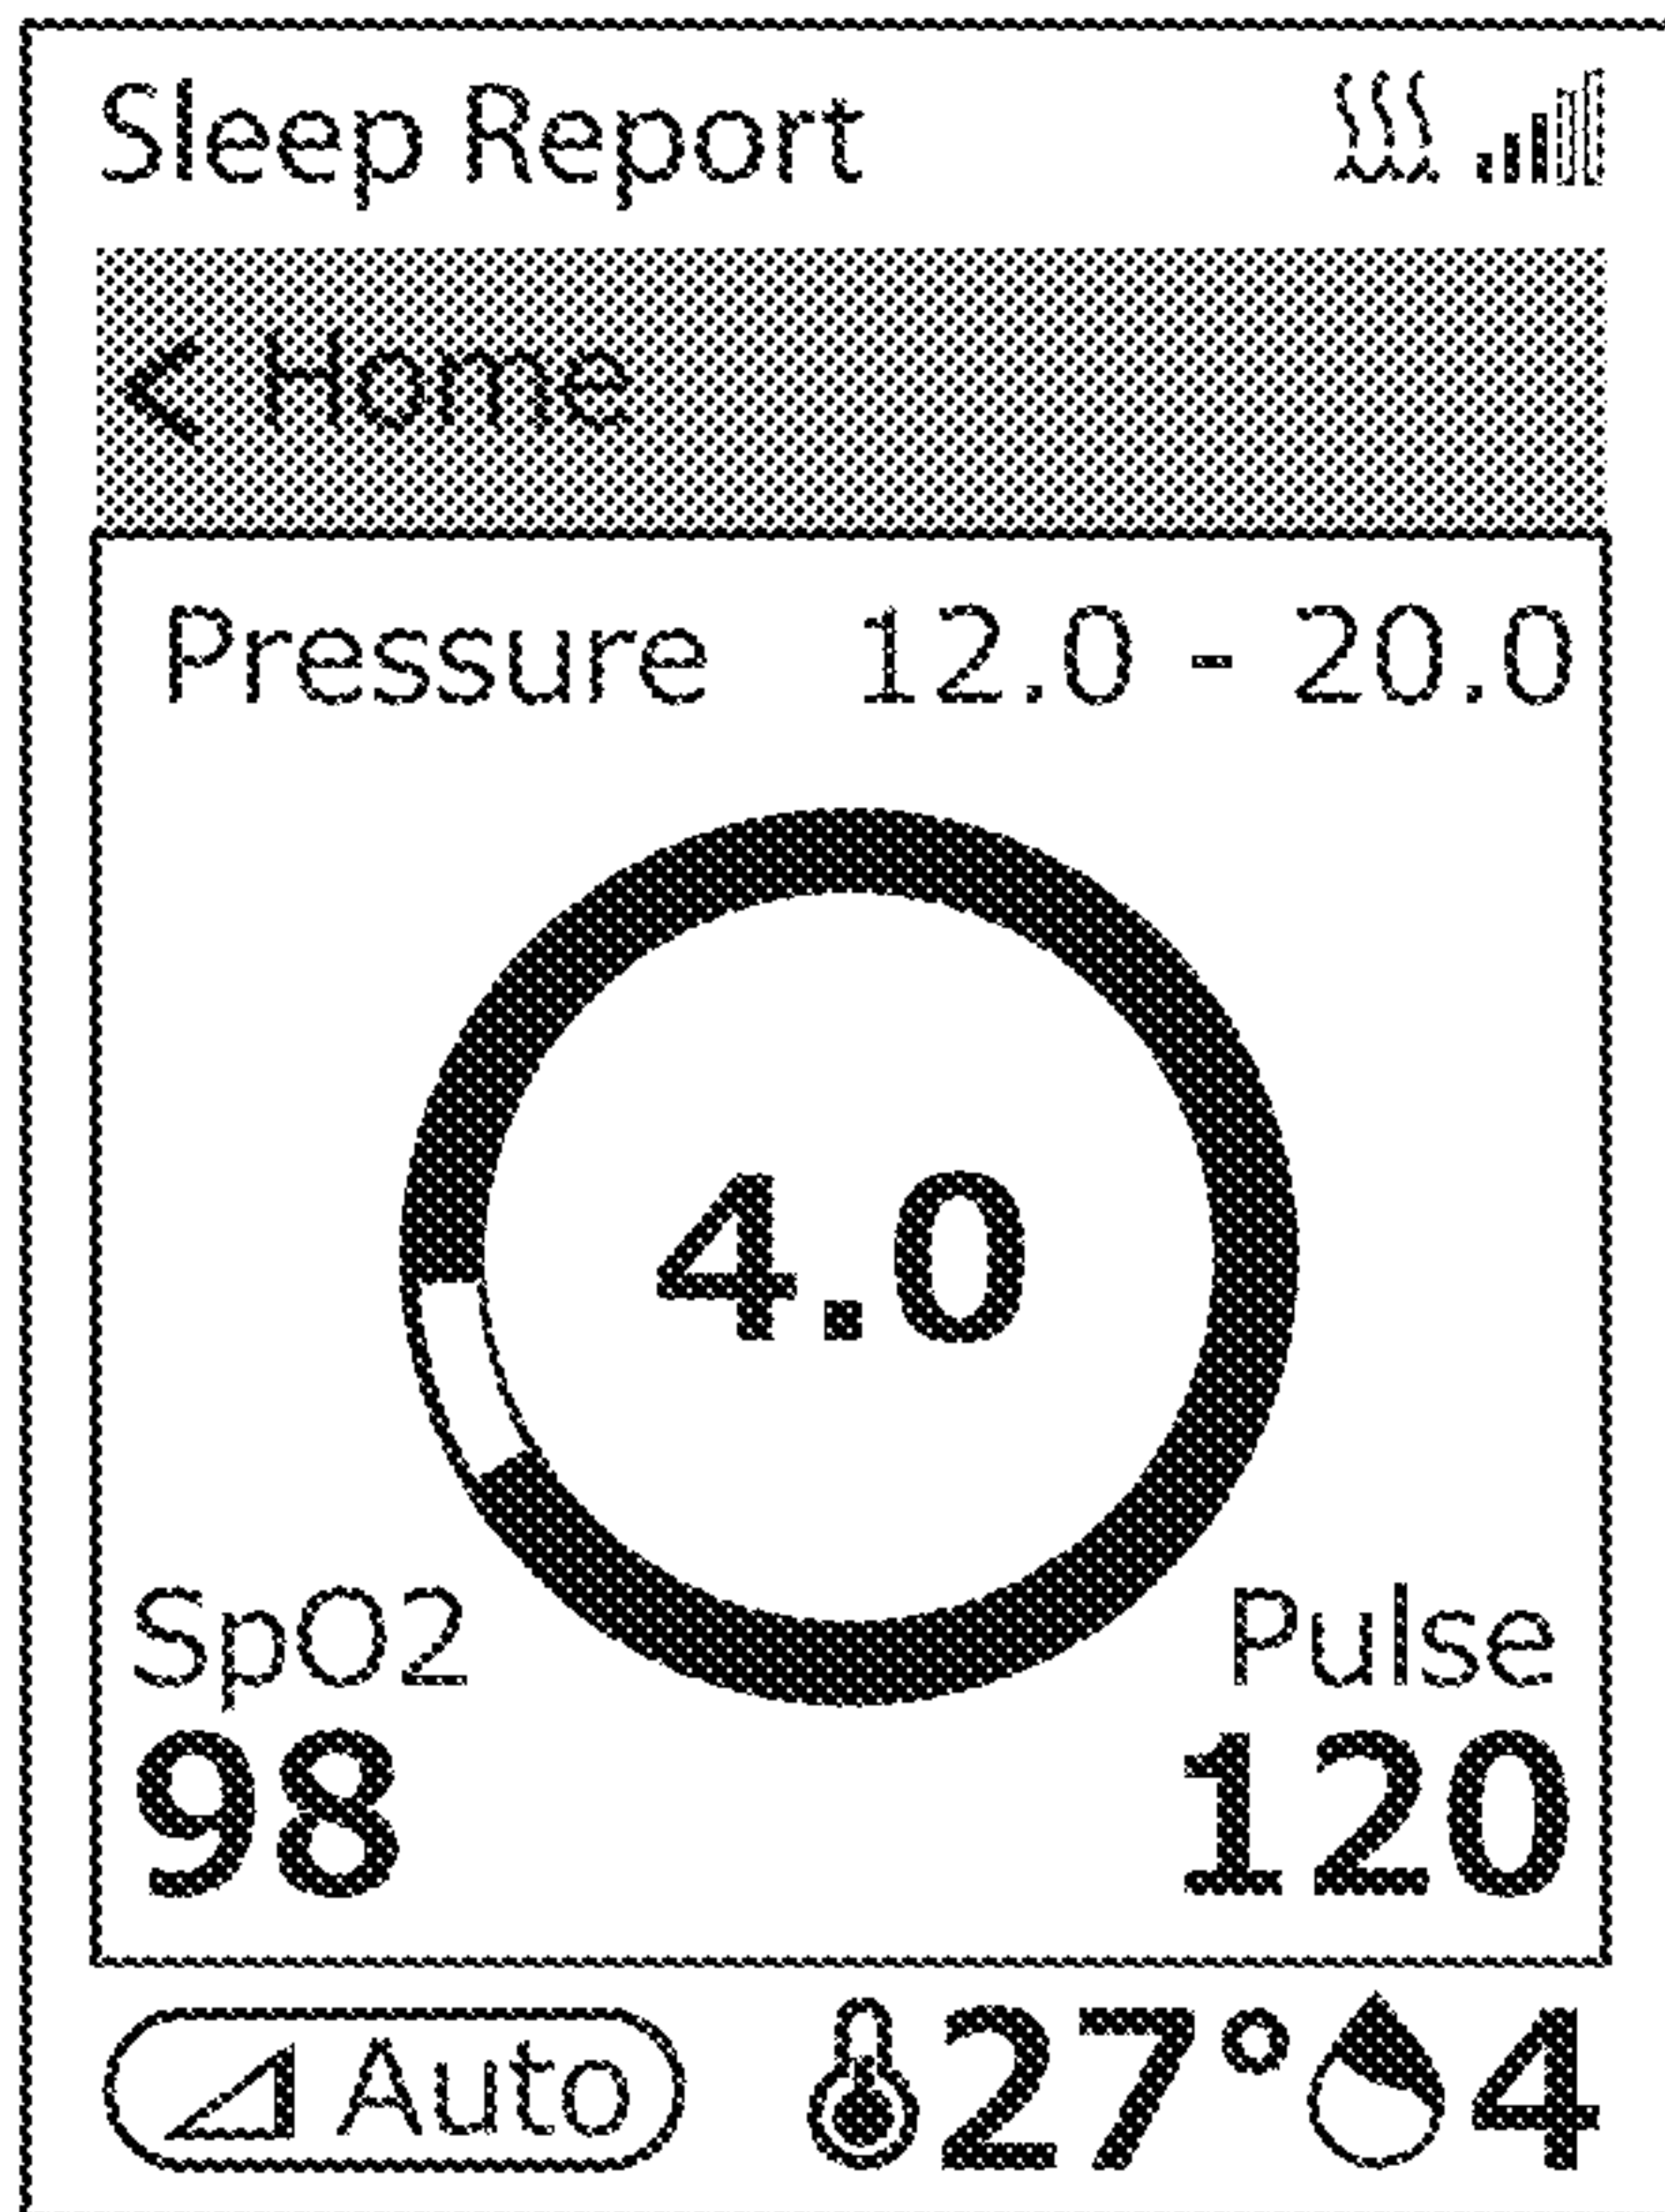 Sleep Report
< Home
Pressure 12.0 - 20.0
4.0
SpO2 Pulse
98 120
Auto 27° 4